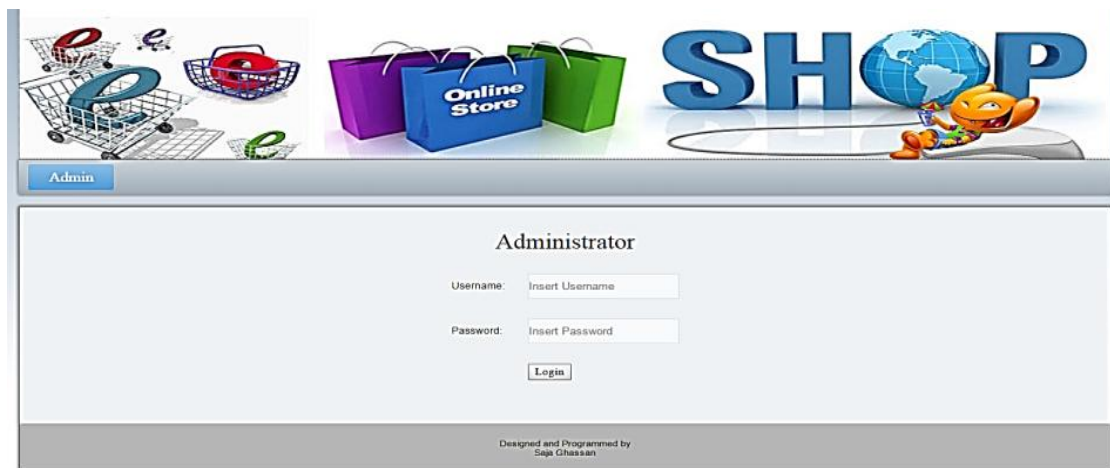 e
e
e
e
e
Online
Store
SHOP
Admin
Administrator
Username:
Insert Username
Password:
Insert Password
Login
Designed and Programmed by
Saja Ghassan